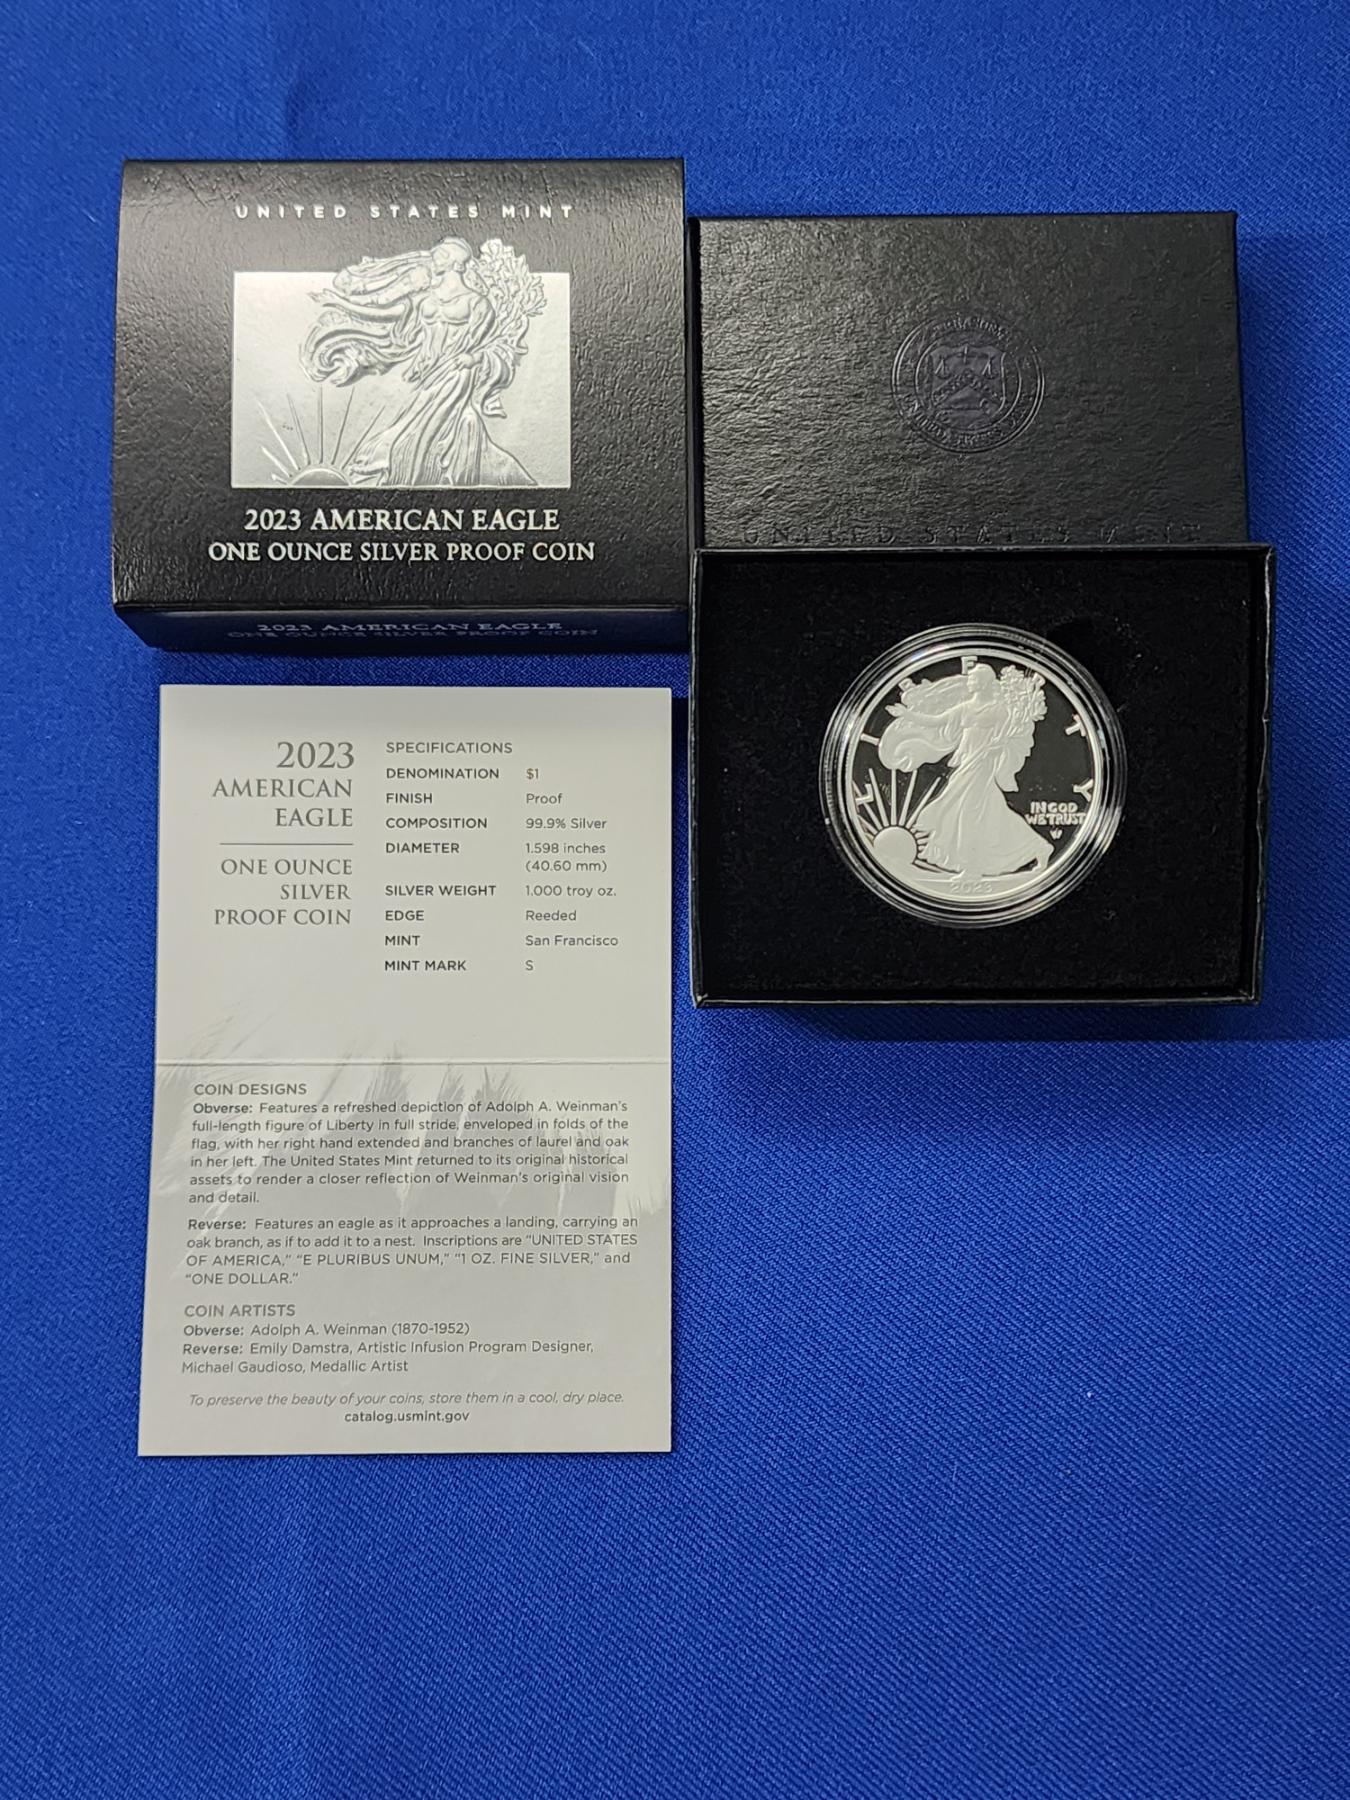 UNITED STATES MINT
2023 AMERICAN EAGLE
ONE OUNCE SILVER PROOF COIN
2023 AMERICAN EAGLE
ONE OUNCE SILVER PROOF COIN
UNITED STATES MINT
LIBERTY
IN GOD
WE TRUST
2023
2023
AMERICAN
EAGLE
ONE OUNCE
SILVER
PROOF COIN
SPECIFICATIONS
DENOMINATION $1
FINISH Proof
COMPOSITION 99.9% Silver
DIAMETER 1.598 inches
(40.60 mm)
SILVER WEIGHT 1.000 troy oz.
EDGE Reeded
MINT San Francisco
MINT MARK S
COIN DESIGNS
Obverse: Features a refreshed depiction of Adolph A. Weinman's
full-length figure of Liberty in full stride, enveloped in folds of the
flag, with her right hand extended and branches of laurel and oak
in her left. The United States Mint returned to its original historical
assets to render a closer reflection of Weinman's original vision
and detail.
Reverse: Features an eagle as it approaches a landing, carrying an
oak branch, as if to add it to a nest. Inscriptions are "UNITED STATES
OF AMERICA," "E PLURIBUS UNUM," "1 OZ. FINE SILVER," and
"ONE DOLLAR."
COIN ARTISTS
Obverse: Adolph A. Weinman (1870-1952)
Reverse: Emily Damstra, Artistic Infusion Program Designer,
Michael Gaudioso, Medallic Artist
To preserve the beauty of your coins, store them in a cool, dry place.
catalog.usmint.gov